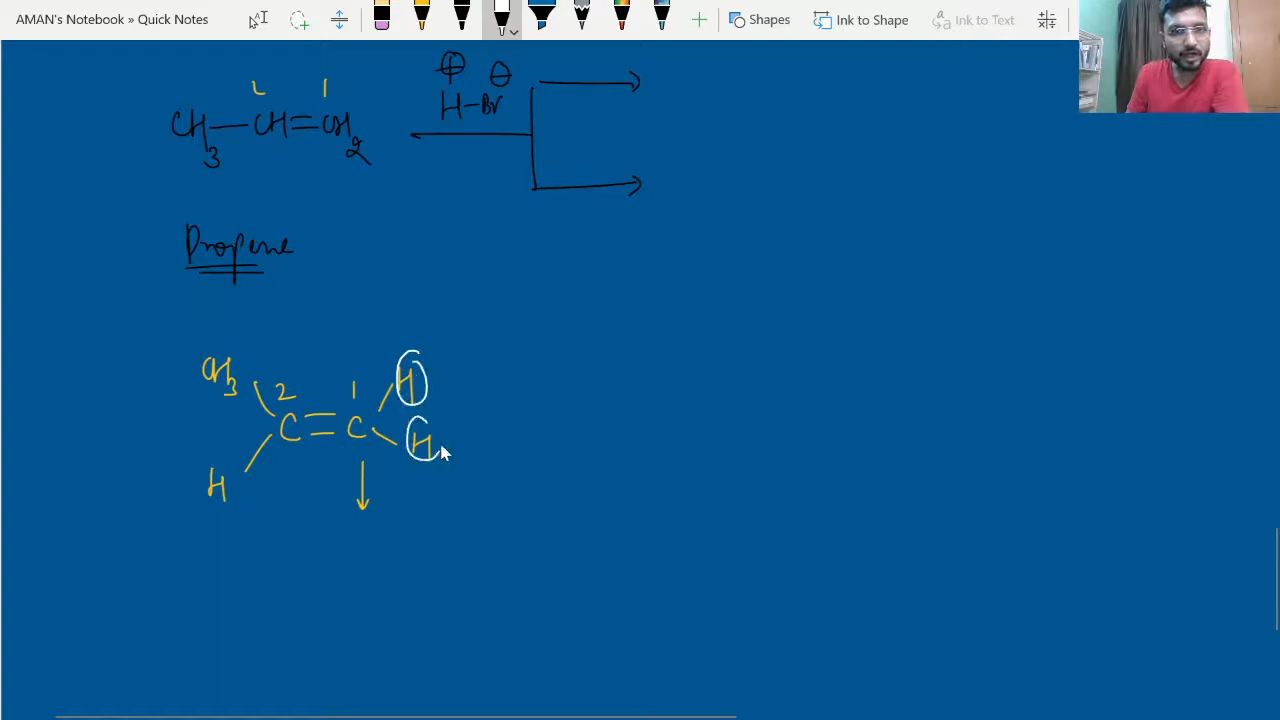 AMAN's Notebook » Quick Notes
Shapes
Ink to Shape
Ink to Text
⊕ ⊖
H-Br
2 1
CH3-CH=CH2
Propene
CH3 2 1 H
C=C
H H